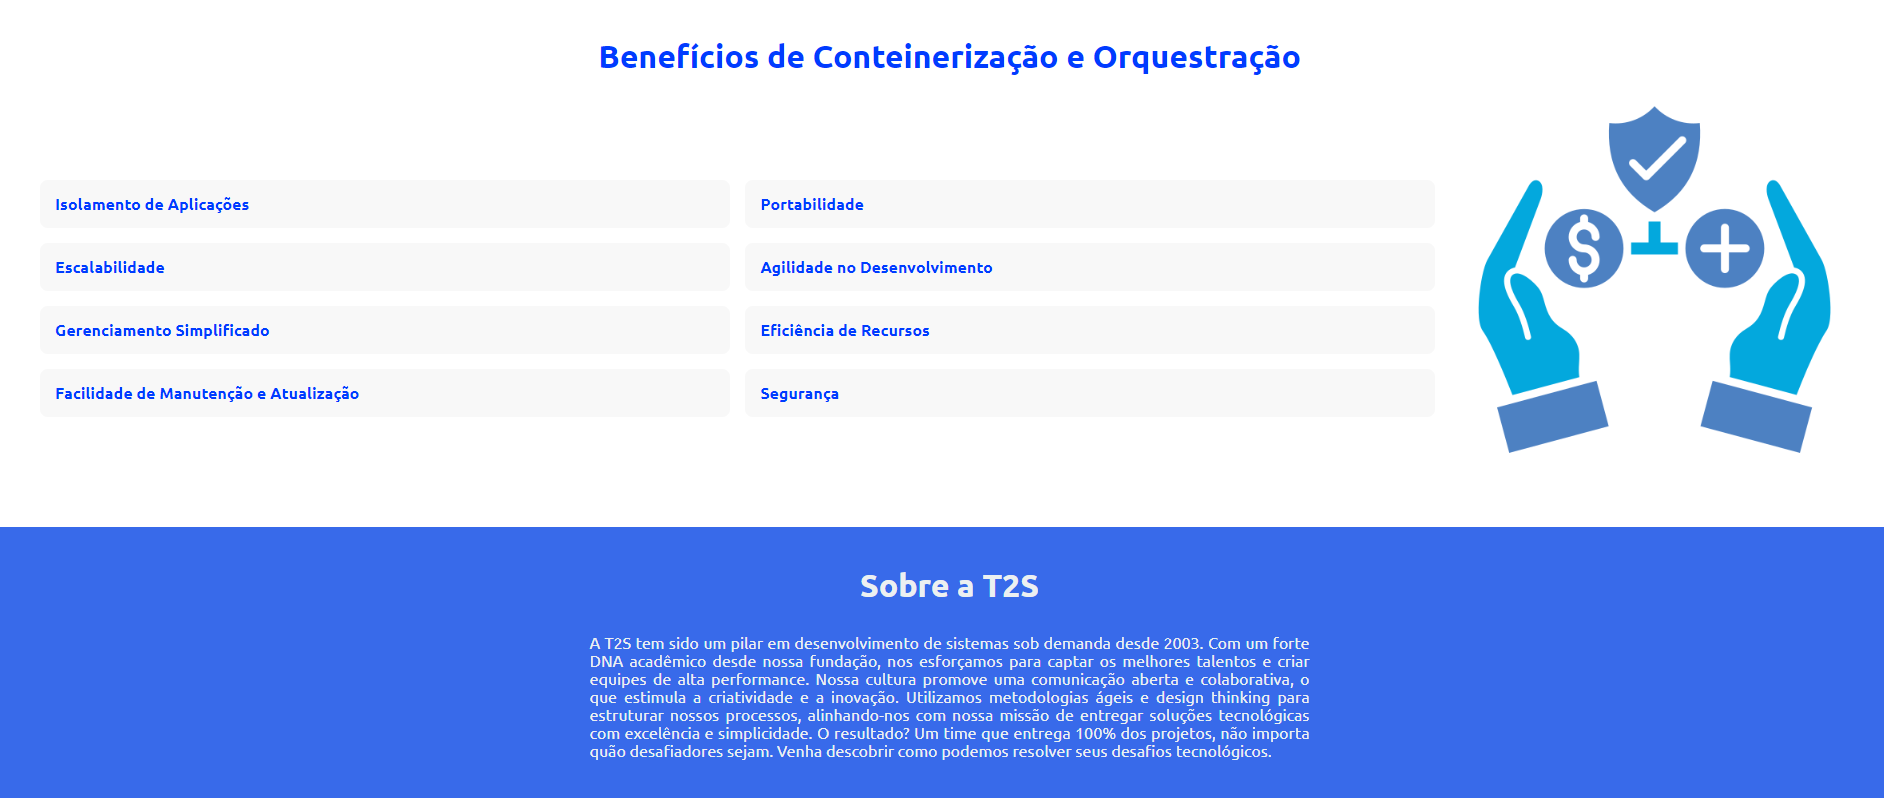 Benefícios de Conteinerização e Orquestração
Isolamento de Aplicações
Portabilidade
Escalabilidade
Agilidade no Desenvolvimento
Gerenciamento Simplificado
Eficiência de Recursos
Facilidade de Manutenção e Atualização
Segurança
$
Sobre a T2S
A T2S tem sido um pilar em desenvolvimento de sistemas sob demanda desde 2003. Com um forte
DNA acadêmico desde nossa fundação, nos esforçamos para captar os melhores talentos e criar
equipes de alta performance. Nossa cultura promove uma comunicação aberta e colaborativa, o
que estimula a criatividade e a inovação. Utilizamos metodologias ágeis e design thinking para
estruturar nossos processos, alinhando-nos com nossa missão de entregar soluções tecnológicas
com excelência e simplicidade. O resultado? Um time que entrega 100% dos projetos, não importa
quão desafiadores sejam. Venha descobrir como podemos resolver seus desafios tecnológicos.